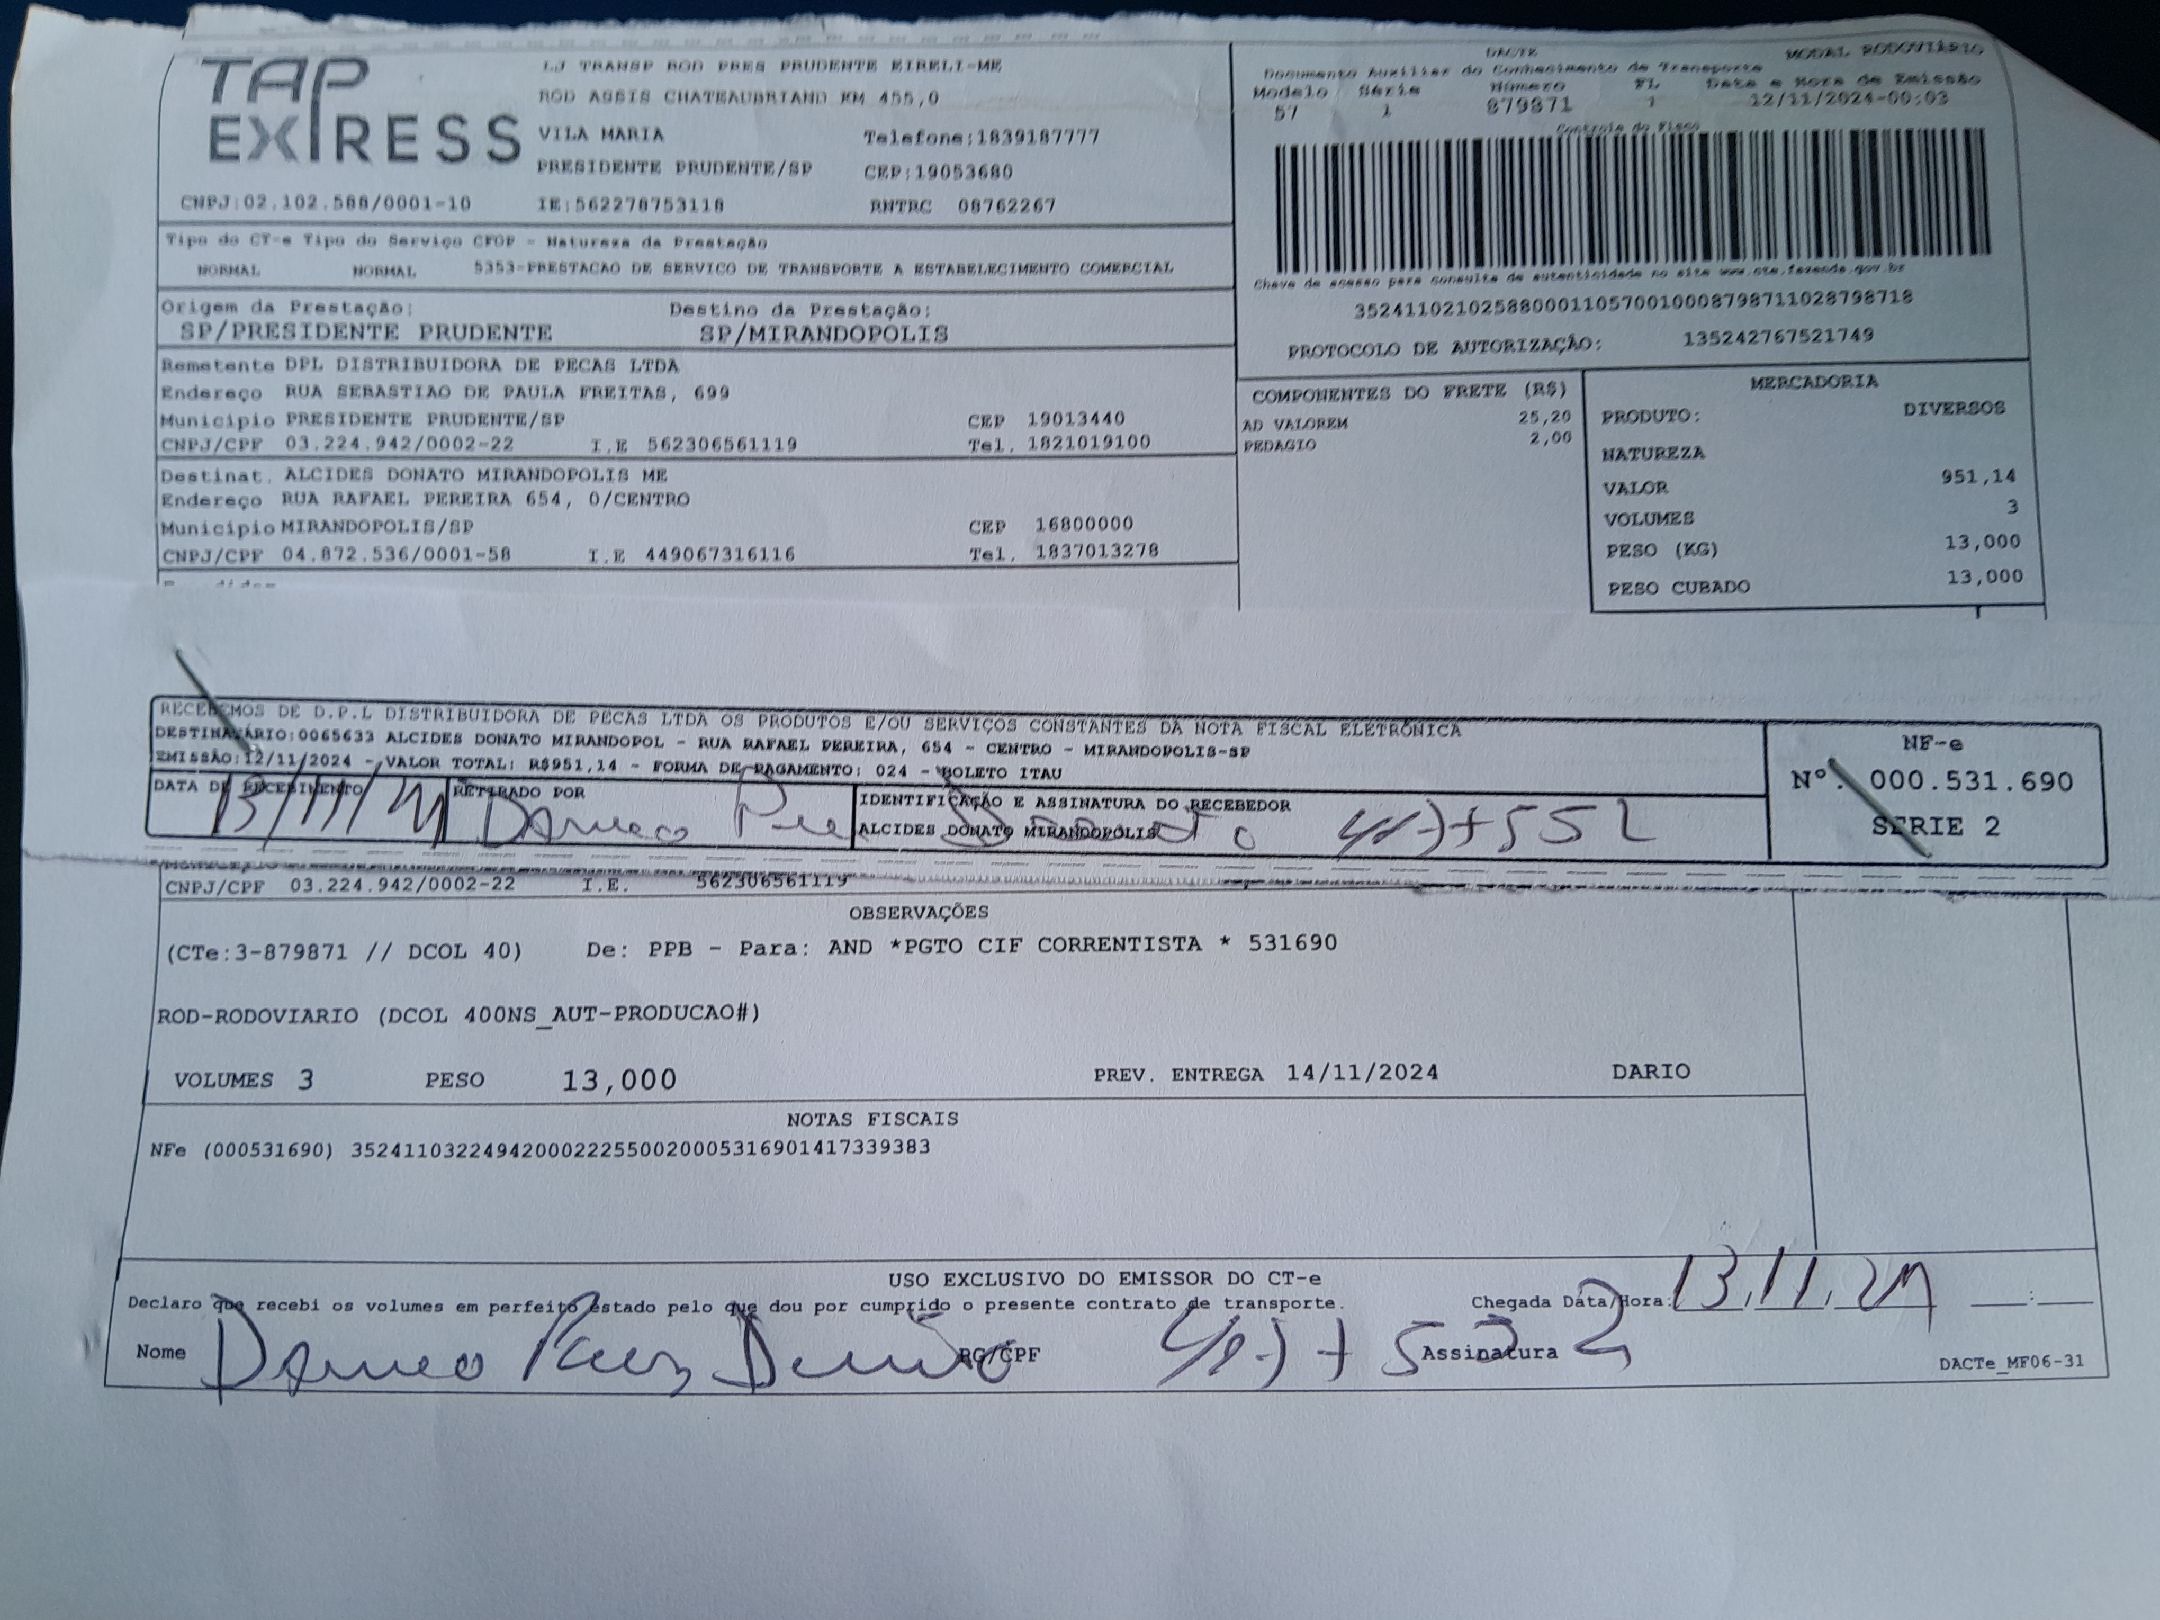 TAP
EXPRESS
LJ TRANSP ROD PRES PRUDENTE EIRELI-ME
ROD ASSIS CHATEAUBRIAND KM 455,0
VILA MARIA Telefone:1839187777
PRESIDENTE PRUDENTE/SP CEP:19053680
CNPJ:02.102.588/0001-10 IE:562278753118 RNTRC 08762267
DACTE MODAL RODOVIÁRIO
Documento Auxiliar do Conhecimento de Transporte
Modelo Série Número FL Data e Hora de Emissão
57 1 879871 1 12/11/2024-00:03
Controle do Fisco
Chave de acesso para consulta de autenticidade no site www.cte.fazenda.gov.br
35241102102588000110570010008798711028798718
PROTOCOLO DE AUTORIZAÇÃO: 135242767521749
Tipo do CT-e Tipo do Serviço CFOP - Natureza da Prestação
NORMAL NORMAL 5353-PRESTACAO DE SERVICO DE TRANSPORTE A ESTABELECIMENTO COMERCIAL
Origem da Prestação: Destino da Prestação:
SP/PRESIDENTE PRUDENTE SP/MIRANDOPOLIS
Remetente DPL DISTRIBUIDORA DE PECAS LTDA
Endereço RUA SEBASTIAO DE PAULA FREITAS, 699
Municipio PRESIDENTE PRUDENTE/SP CEP 19013440
CNPJ/CPF 03.224.942/0002-22 I.E 562306561119 Tel. 1821019100
Destinat. ALCIDES DONATO MIRANDOPOLIS ME
Endereço RUA RAFAEL PEREIRA 654, 0/CENTRO
Municipio MIRANDOPOLIS/SP CEP 16800000
CNPJ/CPF 04.872.536/0001-58 I.E 449067316116 Tel. 1837013278
COMPONENTES DO FRETE (R$)
AD VALOREM 25,20
PEDAGIO 2,00
MERCADORIA
PRODUTO: DIVERSOS
NATUREZA
VALOR 951,14
VOLUMES 3
PESO (KG) 13,000
PESO CUBADO 13,000
RECEBEMOS DE D.P.L DISTRIBUIDORA DE PECAS LTDA OS PRODUTOS E/OU SERVIÇOS CONSTANTES DA NOTA FISCAL ELETRÔNICA
DESTINATÁRIO:0065633 ALCIDES DONATO MIRANDOPOL - RUA RAFAEL PEREIRA, 654 - CENTRO - MIRANDOPOLIS-SP
EMISSÃO:12/11/2024 - VALOR TOTAL: R$951,14 - FORMA DE PAGAMENTO: 024 - BOLETO ITAU
DATA DE RECEBIMENTO RETIRADO POR IDENTIFICAÇÃO E ASSINATURA DO RECEBEDOR
13/11/24 ALCIDES DONATO MIRANDOPOLIS
NF-e
Nº. 000.531.690
SERIE 2
CNPJ/CPF 03.224.942/0002-22 I.E. 562306561119
OBSERVAÇÕES
(CTe:3-879871 // DCOL 40) De: PPB - Para: AND *PGTO CIF CORRENTISTA * 531690
ROD-RODOVIARIO (DCOL 400NS_AUT-PRODUCAO#)
VOLUMES 3 PESO 13,000 PREV. ENTREGA 14/11/2024 DARIO
NOTAS FISCAIS
NFe (000531690) 35241103224942000222550020005316901417339383
USO EXCLUSIVO DO EMISSOR DO CT-e
Declaro que recebi os volumes em perfeito estado pelo que dou por cumprido o presente contrato de transporte. Chegada Data/Hora: 13.11.24 :
Nome RG/CPF Assinatura DACTe_MF06-31